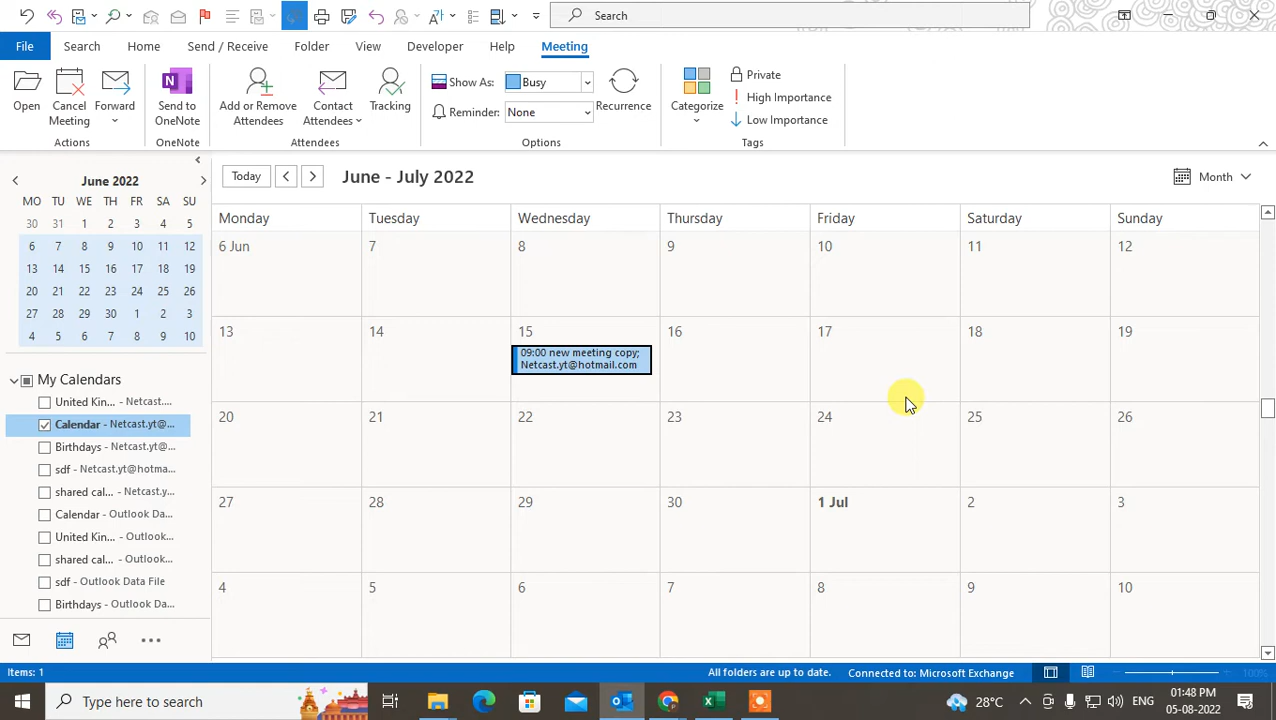 Search
File Search Home Send / Receive Folder View Developer Help Meeting
Open
Cancel Meeting
Forward
Actions
Send to OneNote
OneNote
Add or Remove Attendees
Contact Attendees
Tracking
Attendees
Show As: Busy
Reminder: None
Recurrence
Options
Categorize
Private
High Importance
Low Importance
Tags
June 2022
MO TU WE TH FR SA SU
30 31 1 2 3 4 5
6 7 8 9 10 11 12
13 14 15 16 17 18 19
20 21 22 23 24 25 26
27 28 29 30 1 2 3
4 5 6 7 8 9 10
My Calendars
United Kin... - Netcast....
Calendar - Netcast.yt@...
Birthdays - Netcast.yt@...
sdf - Netcast.yt@hotma...
shared cal... - Netcast.y...
Calendar - Outlook Da...
United Kin... - Outlook...
shared cal... - Outlook...
sdf - Outlook Data File
Birthdays - Outlook Da...
Today June - July 2022 Month
Monday Tuesday Wednesday Thursday Friday Saturday Sunday
6 Jun 7 8 9 10 11 12
13 14 15 16 17 18 19
09:00 new meeting copy;
Netcast.yt@hotmail.com
20 21 22 23 24 25 26
27 28 29 30 1 Jul 2 3
4 5 6 7 8 9 10
Items: 1 All folders are up to date. Connected to: Microsoft Exchange 100%
Type here to search 28°C ENG 01:48 PM
05-08-2022